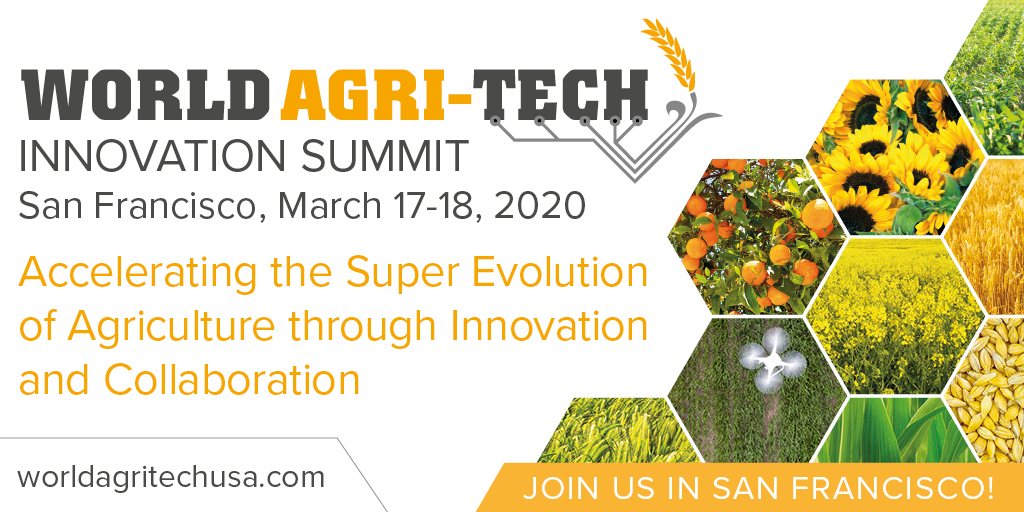 WORLD AGRI-TECH
INNOVATION SUMMIT
San Francisco, March 17-18, 2020
Accelerating the Super Evolution
of Agriculture through Innovation
and Collaboration
worldagritechusa.com
JOIN US IN SAN FRANCISCO!